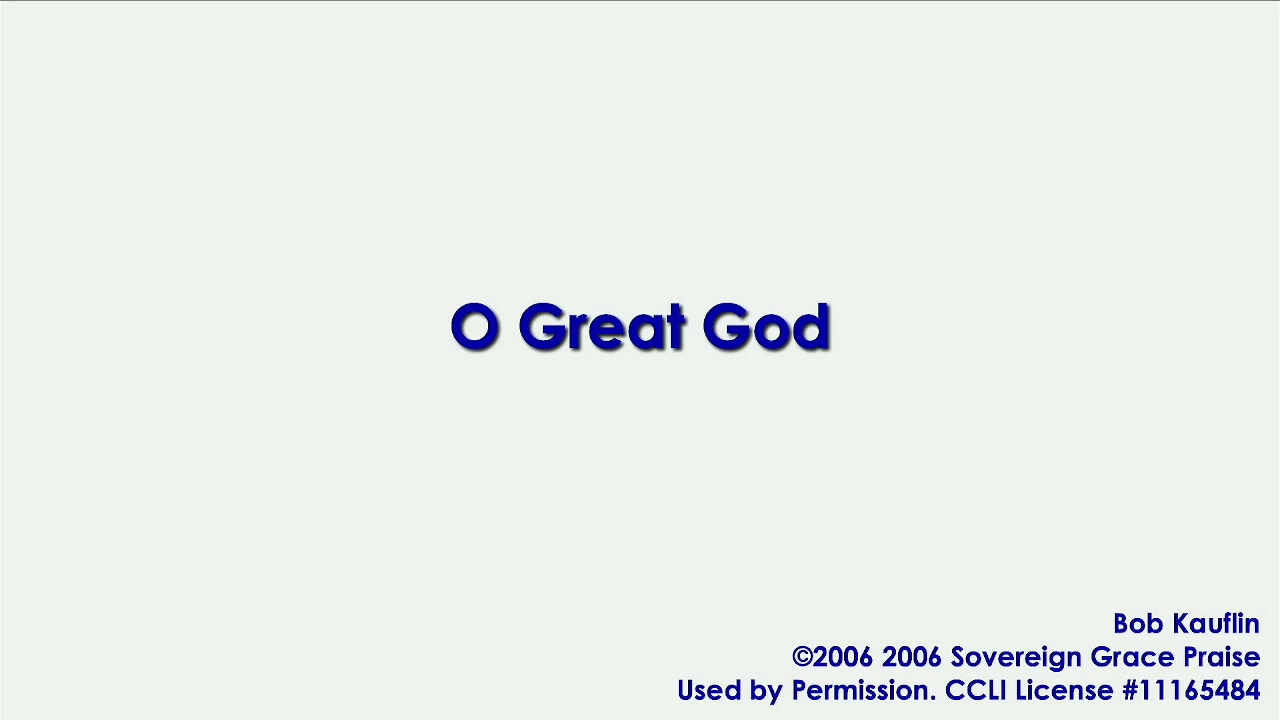 O Great God
Bob Kauflin
©2006 2006 Sovereign Grace Praise
Used by Permission. CCLI License #11165484